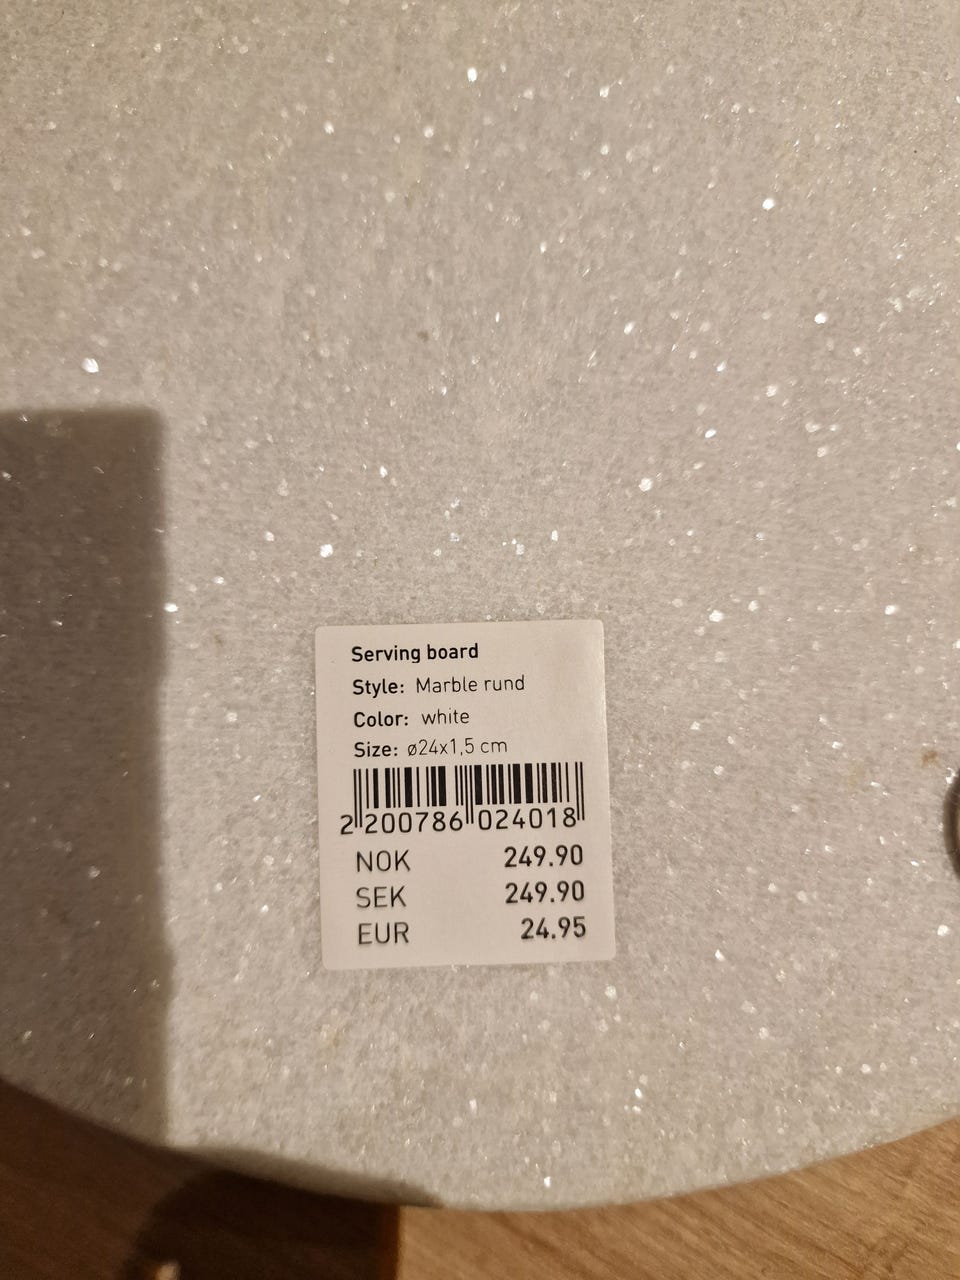 Serving board
Style: Marble rund
Color: white
Size: ø24x1,5 cm
2 200786 024018
NOK 249.90
SEK 249.90
EUR 24.95